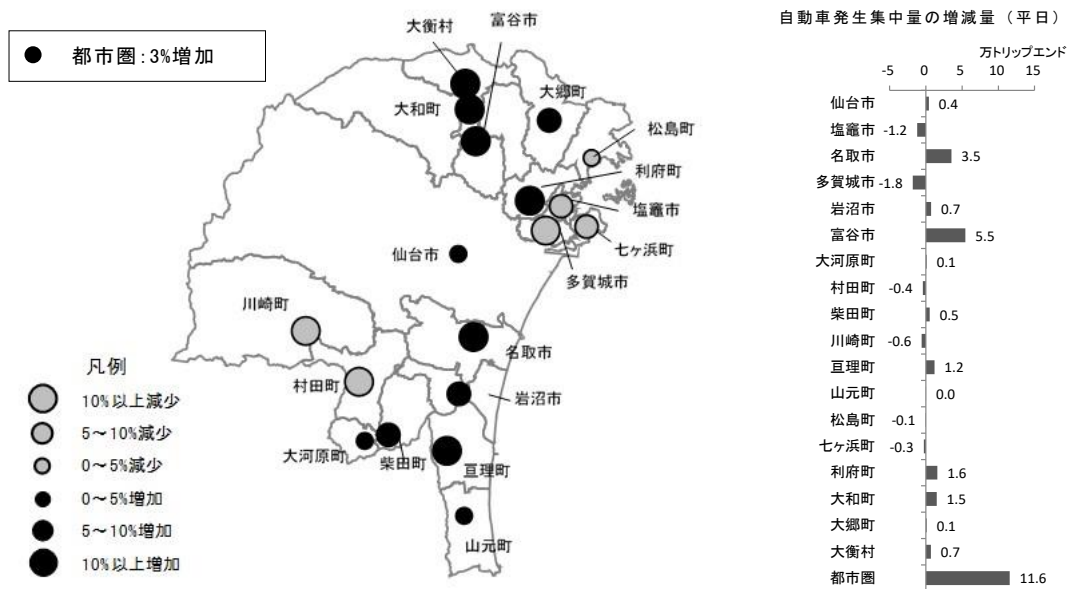 ● 都市圏:3%増加
大衡村
富谷市
大和町
大郷町
松島町
利府町
塩竈市
七ヶ浜町
多賀城市
仙台市
川崎町
名取市
村田町
岩沼市
大河原町
柴田町
亘理町
山元町
凡例
10%以上減少
5～10%減少
0～5%減少
0～5%増加
5～10%増加
10%以上増加
自動車発生集中量の増減量（平日）
万トリップエンド
-5 0 5 10 15
仙台市 0.4
塩竈市 -1.2
名取市 3.5
多賀城市 -1.8
岩沼市 0.7
富谷市 5.5
大河原町 0.1
村田町 -0.4
柴田町 0.5
川崎町 -0.6
亘理町 1.2
山元町 0.0
松島町 -0.1
七ヶ浜町 -0.3
利府町 1.6
大和町 1.5
大郷町 0.1
大衡村 0.7
都市圏 11.6